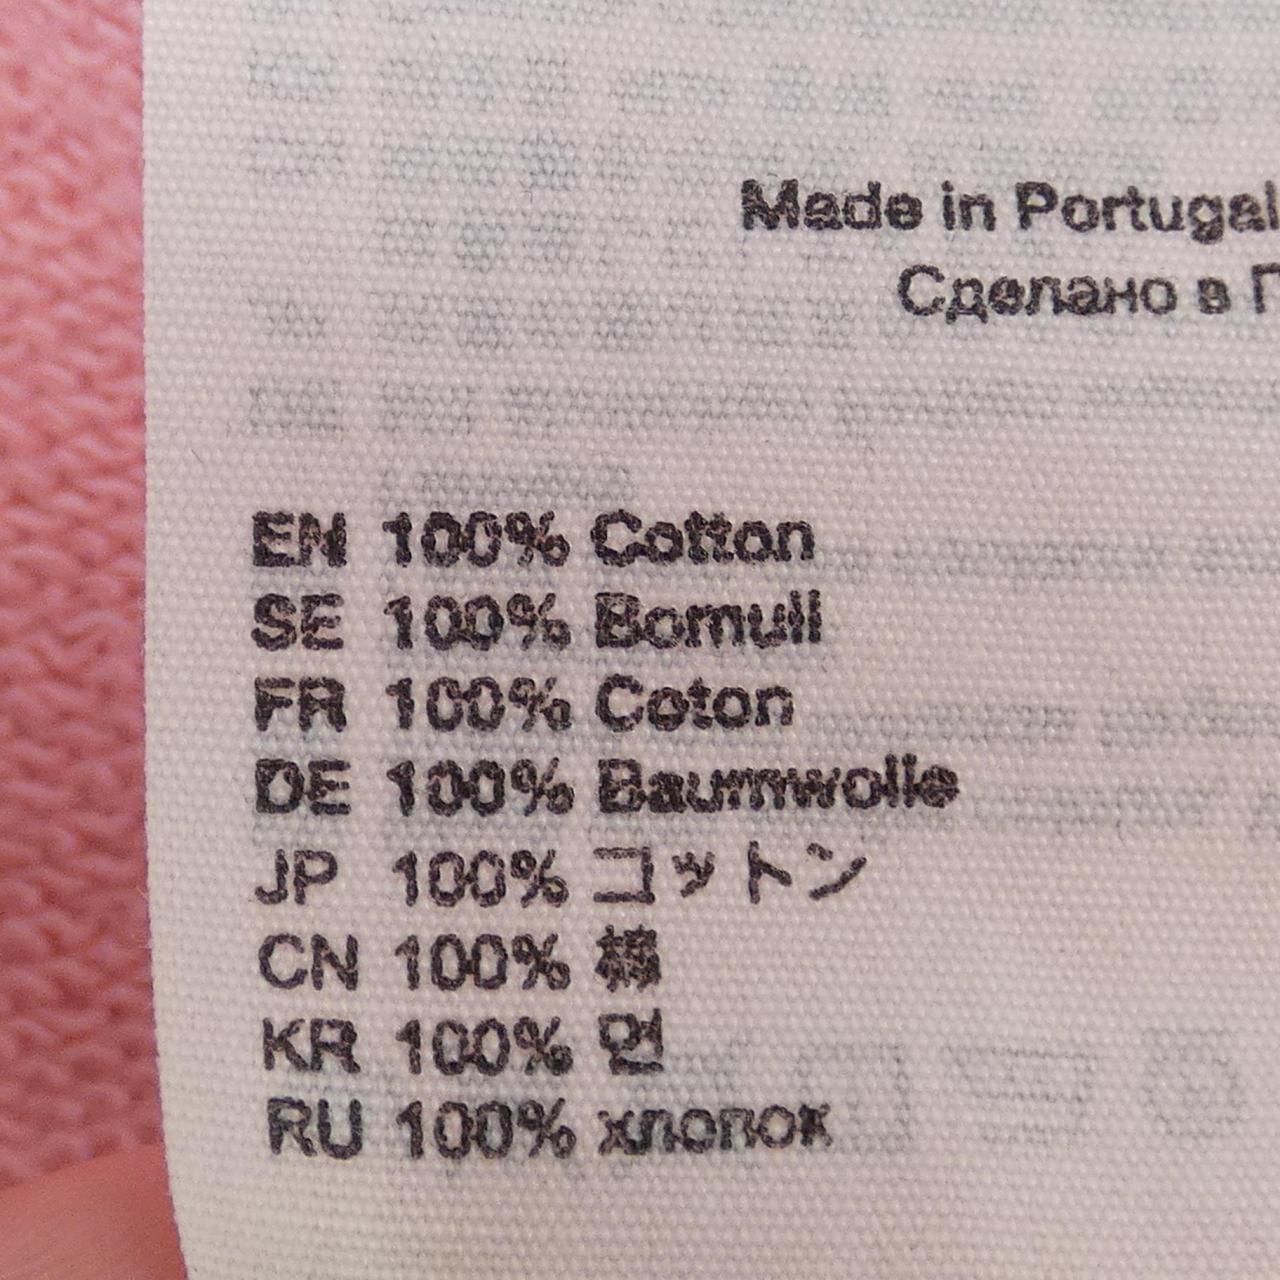 Made in Portugal
Сделано в П
EN 100% Cotton
SE 100% Bomull
FR 100% Coton
DE 100% Baumwolle
JP 100% コットン
CN 100% 棉
KR 100% 면
RU 100% хлопок